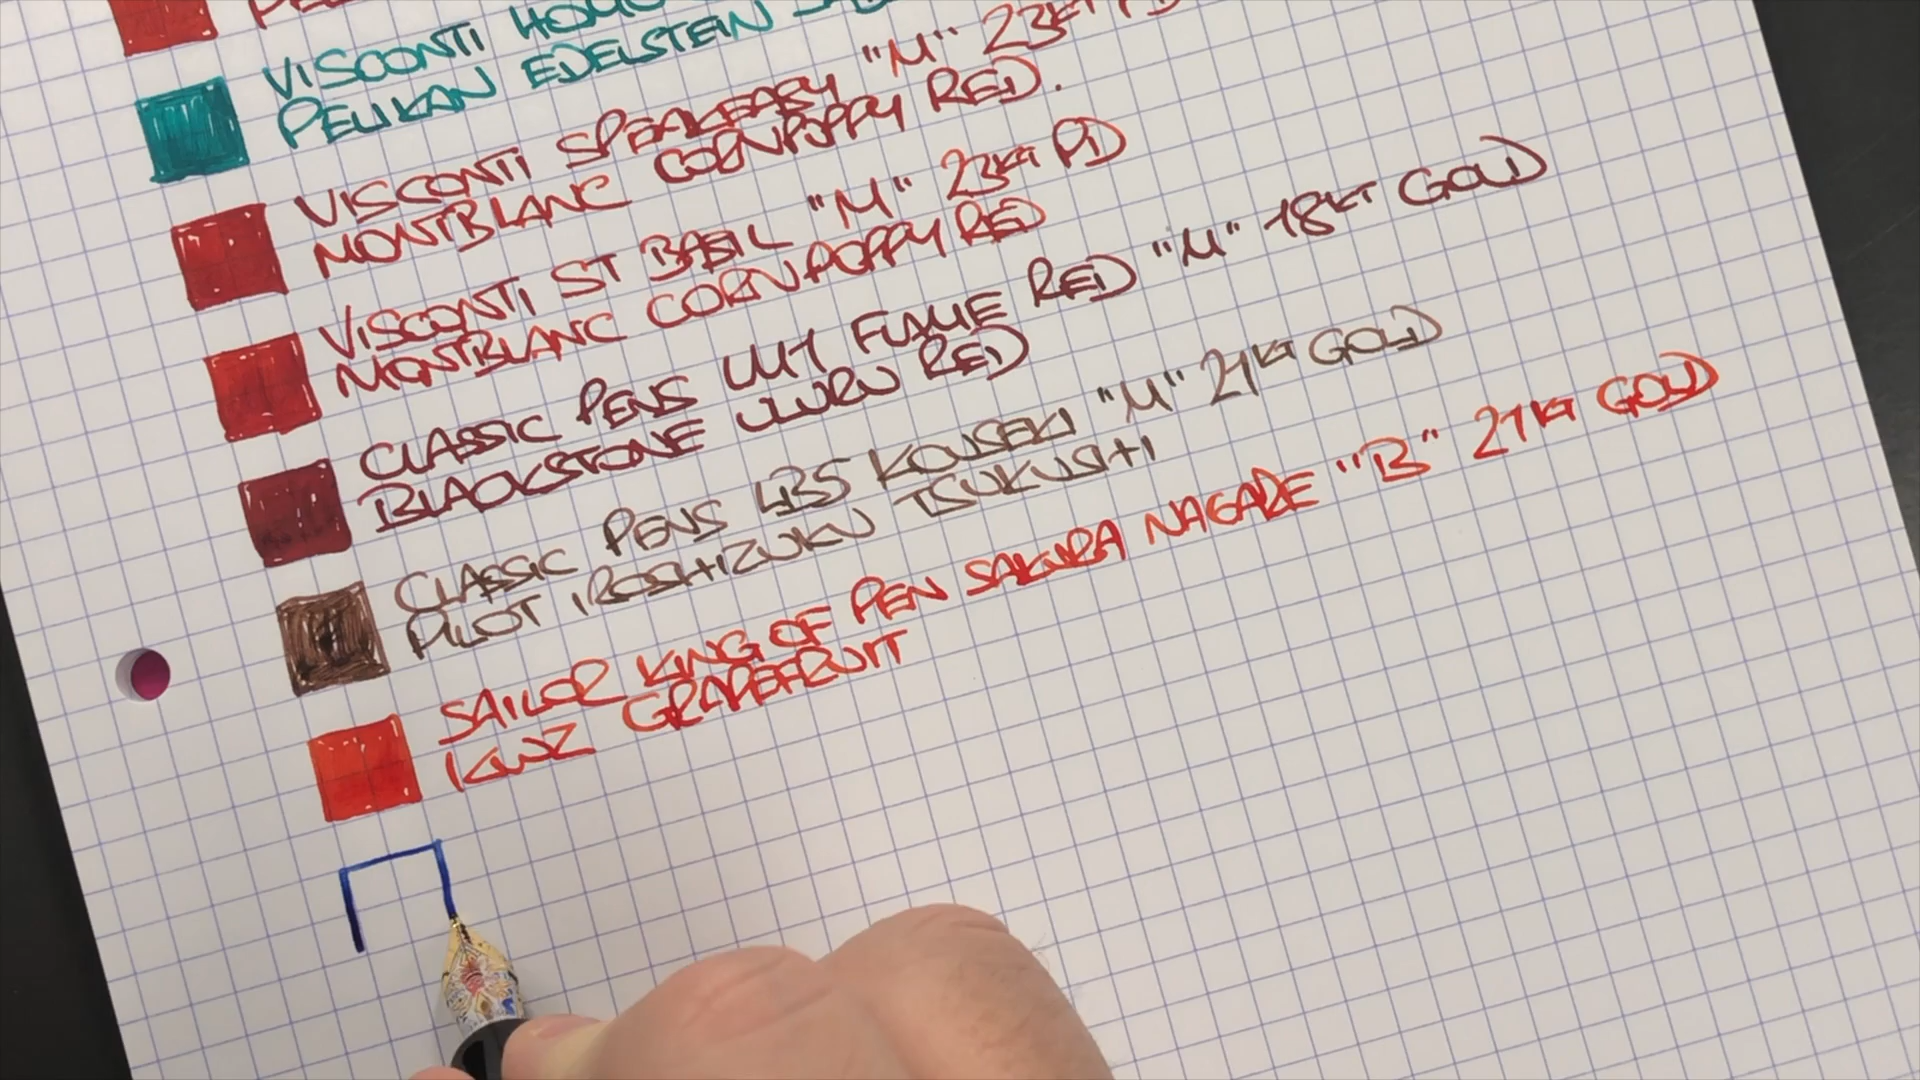 VISCONTI HOMO
PELIKAN EDELSTEIN
VISCONTI SPEAKEASY "M" 23KT PD
MONTBLANC CORNPOPPY RED.
VISCONTI ST BASIL "M" 23KT PD
MONTBLANC CORNPOPPY RED
CLASSIC PENS LM1 FLAME RED "M" 18KT GOLD
BLACKSTONE ULURU RED
CLASSIC PENS LB5 KOUSEKI "M" 21KT GOLD
PILOT IROSHIZUKU TSUKUSHI
SAILOR KING OF PEN SAKURA NAGARE "B" 21KT GOLD
KWZ GRAPEFRUIT